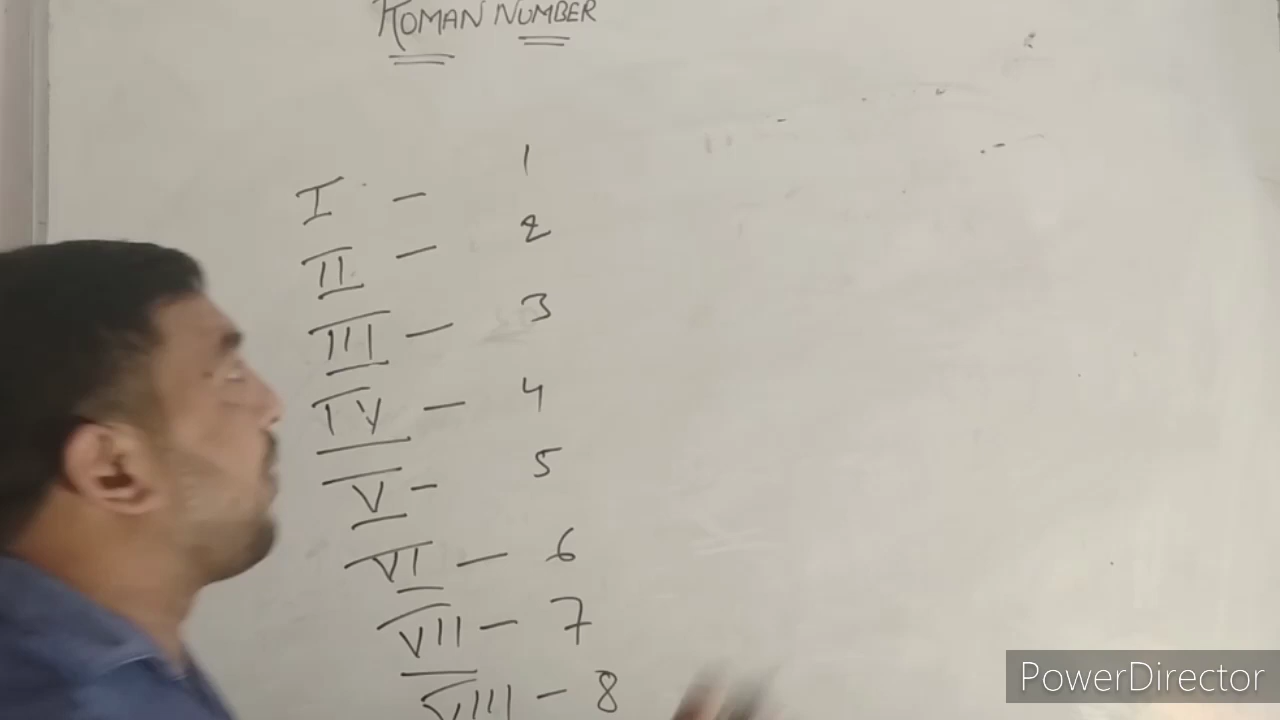 ROMAN NUMBER
I - 1
II - 2
III - 3
IV - 4
V - 5
VI - 6
VII - 7
VIII - 8
PowerDirector